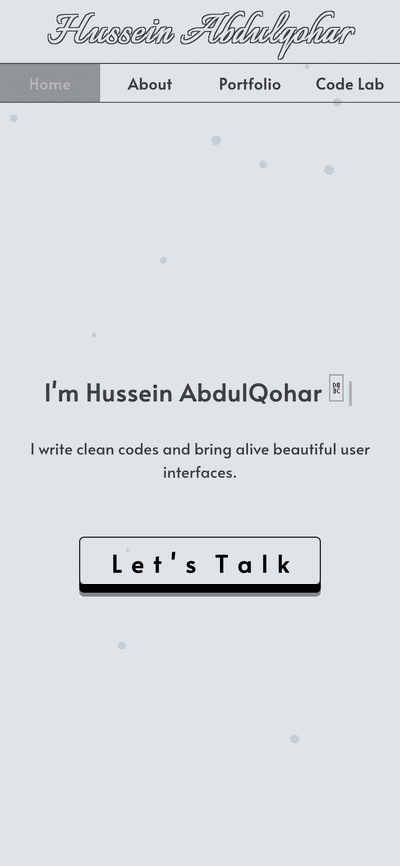 Hussein Abdulqohar
Home About Portfolio Code Lab
I'm Hussein AbdulQohar
I write clean codes and bring alive beautiful user
interfaces.
Let's Talk